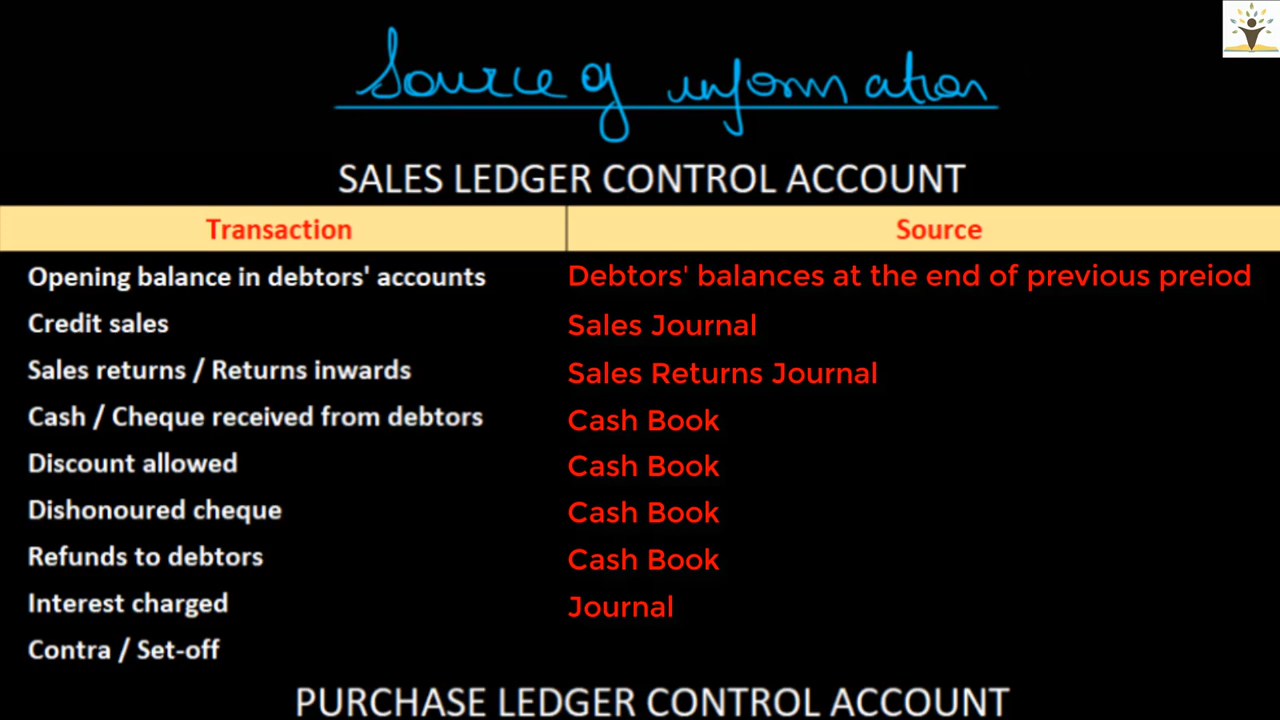 Source of information
SALES LEDGER CONTROL ACCOUNT
Transaction Source
Opening balance in debtors' accounts Debtors' balances at the end of previous preiod
Credit sales Sales Journal
Sales returns / Returns inwards Sales Returns Journal
Cash / Cheque received from debtors Cash Book
Discount allowed Cash Book
Dishonoured cheque Cash Book
Refunds to debtors Cash Book
Interest charged Journal
Contra / Set-off
PURCHASE LEDGER CONTROL ACCOUNT